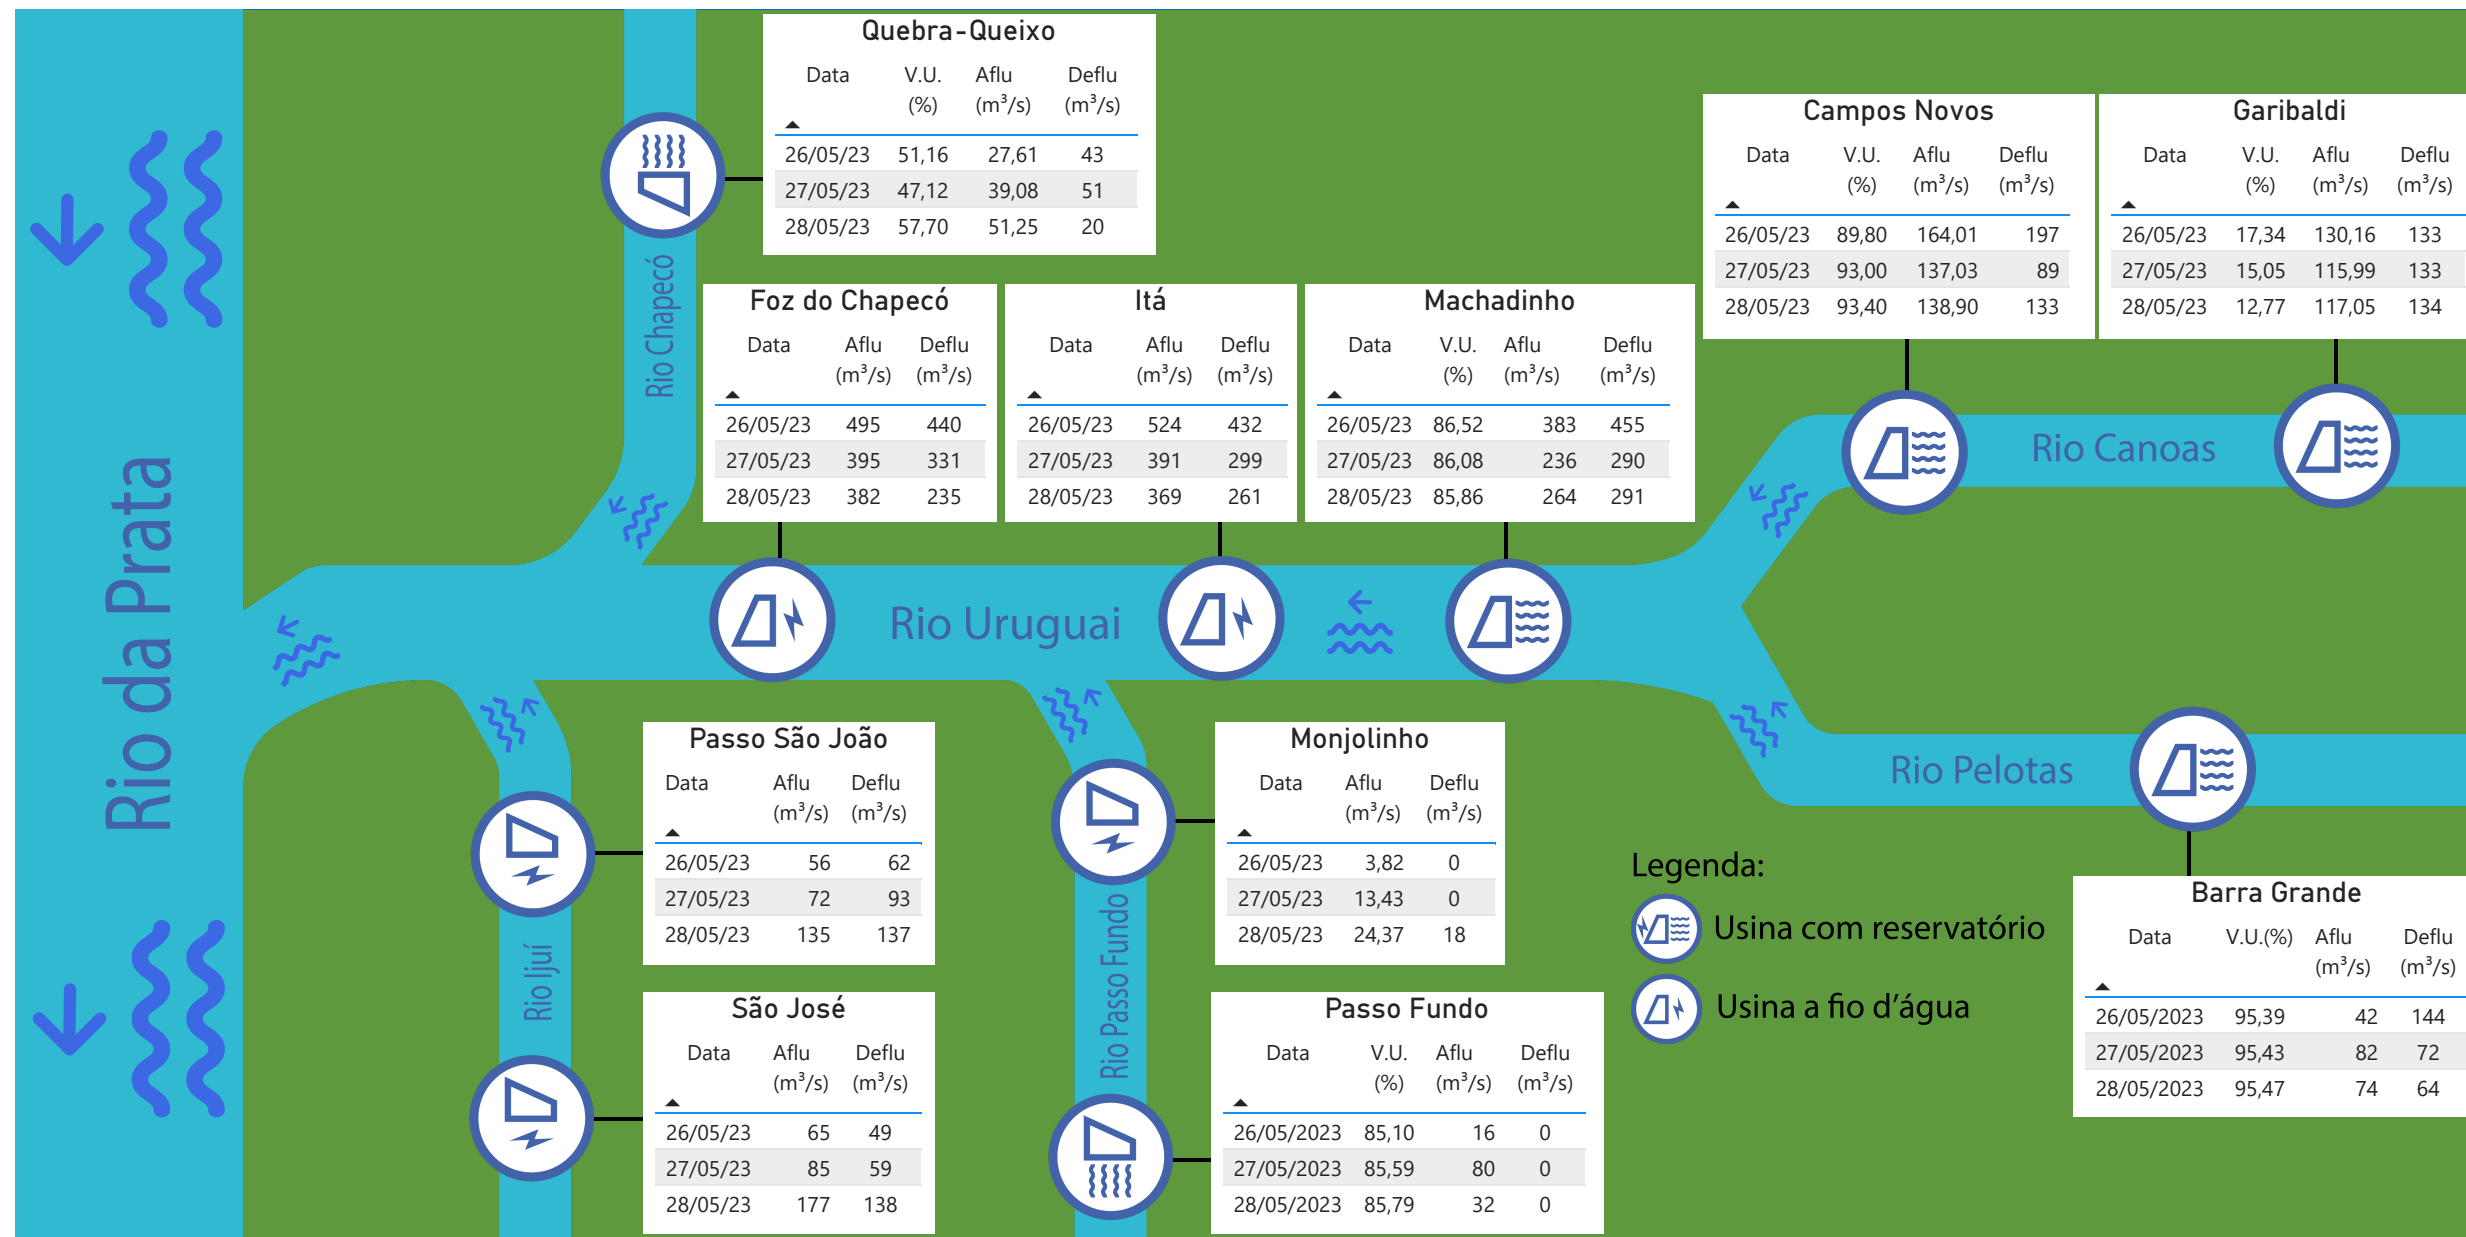 Quebra-Queixo
Data V.U. (%) Aflu (m³/s) Deflu (m³/s)
26/05/23 51,16 27,61 43
27/05/23 47,12 39,08 51
28/05/23 57,70 51,25 20
Campos Novos
Data V.U. (%) Aflu (m³/s) Deflu (m³/s)
26/05/23 89,80 164,01 197
27/05/23 93,00 137,03 89
28/05/23 93,40 138,90 133
Garibaldi
Data V.U. (%) Aflu (m³/s) Deflu (m³/s)
26/05/23 17,34 130,16 133
27/05/23 15,05 115,99 133
28/05/23 12,77 117,05 134
Foz do Chapecó
Data Aflu (m³/s) Deflu (m³/s)
26/05/23 495 440
27/05/23 395 331
28/05/23 382 235
Itá
Data Aflu (m³/s) Deflu (m³/s)
26/05/23 524 432
27/05/23 391 299
28/05/23 369 261
Machadinho
Data V.U. (%) Aflu (m³/s) Deflu (m³/s)
26/05/23 86,52 383 455
27/05/23 86,08 236 290
28/05/23 85,86 264 291
Rio Chapecó
Rio Canoas
Rio da Prata
Rio Uruguai
Rio Pelotas
Passo São João
Data Aflu (m³/s) Deflu (m³/s)
26/05/23 56 62
27/05/23 72 93
28/05/23 135 137
Monjolinho
Data Aflu (m³/s) Deflu (m³/s)
26/05/23 3,82 0
27/05/23 13,43 0
28/05/23 24,37 18
Rio Ijuí
Rio Passo Fundo
Legenda:
Usina com reservatório
Usina a fio d’água
Barra Grande
Data V.U.(%) Aflu (m³/s) Deflu (m³/s)
26/05/2023 95,39 42 144
27/05/2023 95,43 82 72
28/05/2023 95,47 74 64
São José
Data Aflu (m³/s) Deflu (m³/s)
26/05/23 65 49
27/05/23 85 59
28/05/23 177 138
Passo Fundo
Data V.U. (%) Aflu (m³/s) Deflu (m³/s)
26/05/2023 85,10 16 0
27/05/2023 85,59 80 0
28/05/2023 85,79 32 0